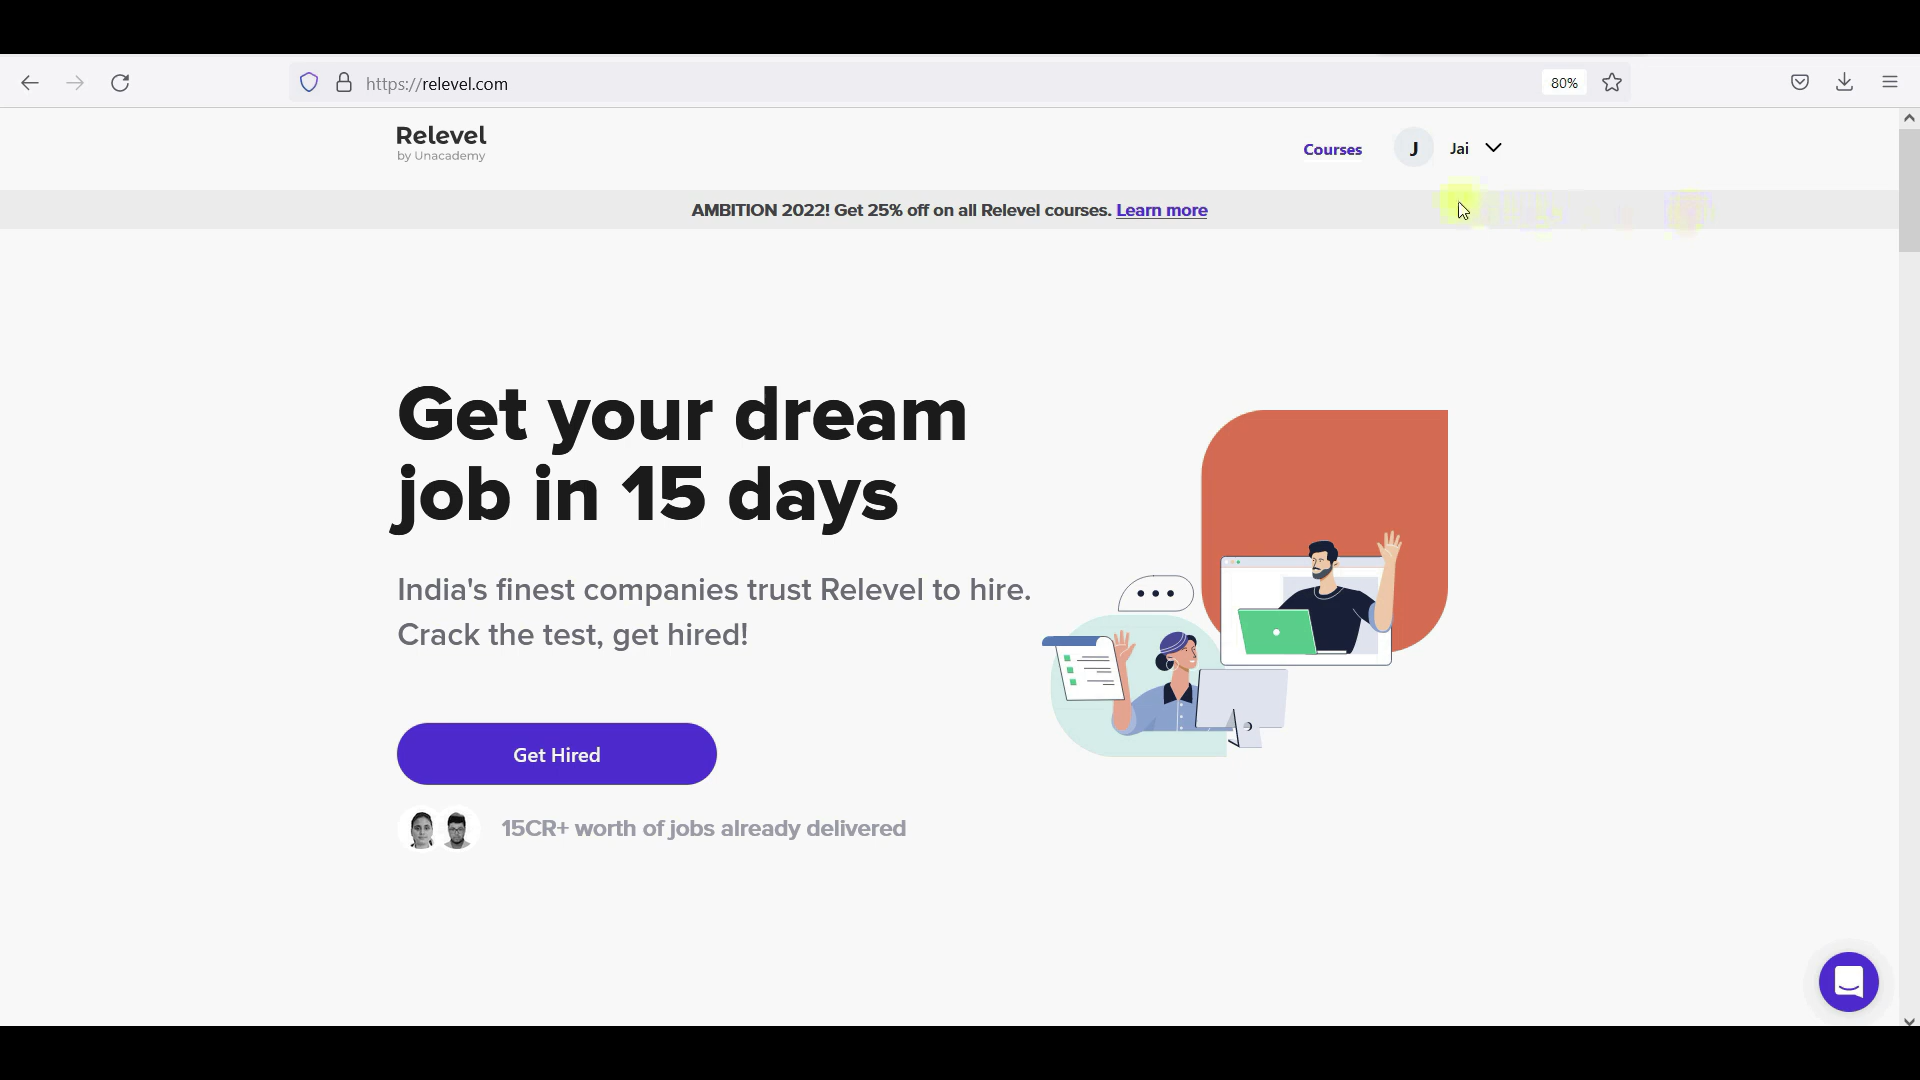 https://relevel.com
80%
Relevel
by Unacademy
Courses
J
Jai
AMBITION 2022! Get 25% off on all Relevel courses. Learn more
Get your dream
job in 15 days
India's finest companies trust Relevel to hire.
Crack the test, get hired!
Get Hired
15CR+ worth of jobs already delivered